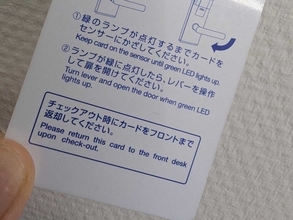 ①緑のランプが点灯するまでカードを
センサーにかざしてください。
Keep card on the sensor until green LED lights up.
②ランプが緑に点灯したら、レバーを操作
して扉を開けてください。
Turn lever and open the door when green LED
lights up.
チェックアウト時にカードをフロントまで
返却してください。
Please return this card to the front desk
upon check-out.